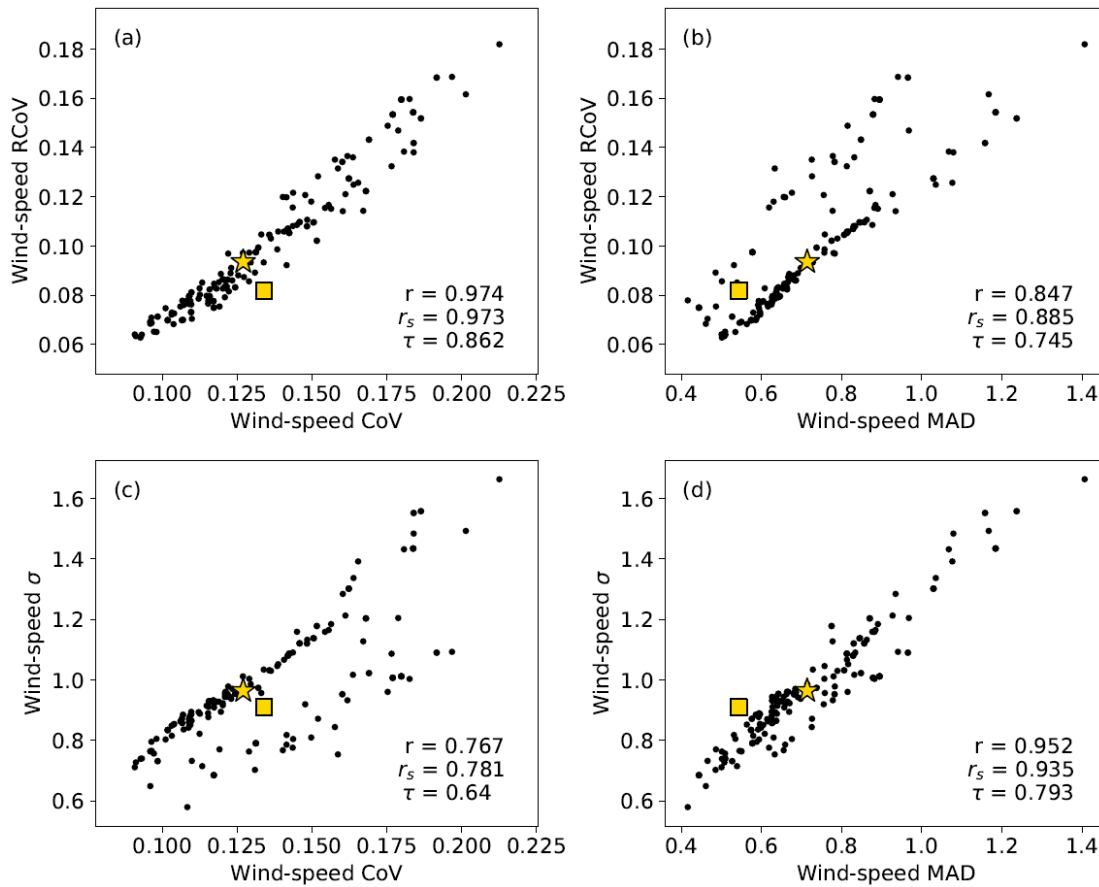 (a)
0.18
0.16
0.14
0.12
0.10
0.08
0.06
Wind-speed RCoV
r = 0.974
rₛ = 0.973
τ = 0.862
0.100 0.125 0.150 0.175 0.200 0.225
Wind-speed CoV
(b)
0.18
0.16
0.14
0.12
0.10
0.08
0.06
Wind-speed RCoV
r = 0.847
rₛ = 0.885
τ = 0.745
0.4 0.6 0.8 1.0 1.2 1.4
Wind-speed MAD
(c)
1.6
1.4
1.2
1.0
0.8
0.6
Wind-speed σ
r = 0.767
rₛ = 0.781
τ = 0.64
0.100 0.125 0.150 0.175 0.200 0.225
Wind-speed CoV
(d)
1.6
1.4
1.2
1.0
0.8
0.6
Wind-speed σ
r = 0.952
rₛ = 0.935
τ = 0.793
0.4 0.6 0.8 1.0 1.2 1.4
Wind-speed MAD